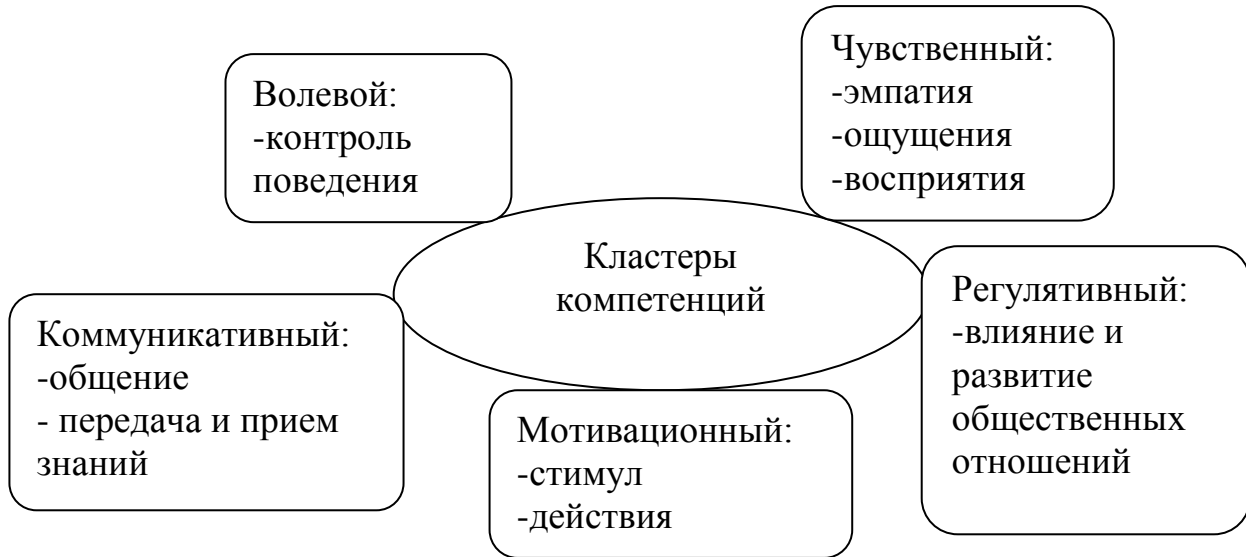 Волевой:
-контроль
поведения
Чувственный:
-эмпатия
-ощущения
-восприятия
Кластеры
компетенций
Коммуникативный:
-общение
- передача и прием
знаний
Мотивационный:
-стимул
-действия
Регулятивный:
-влияние и
развитие
общественных
отношений